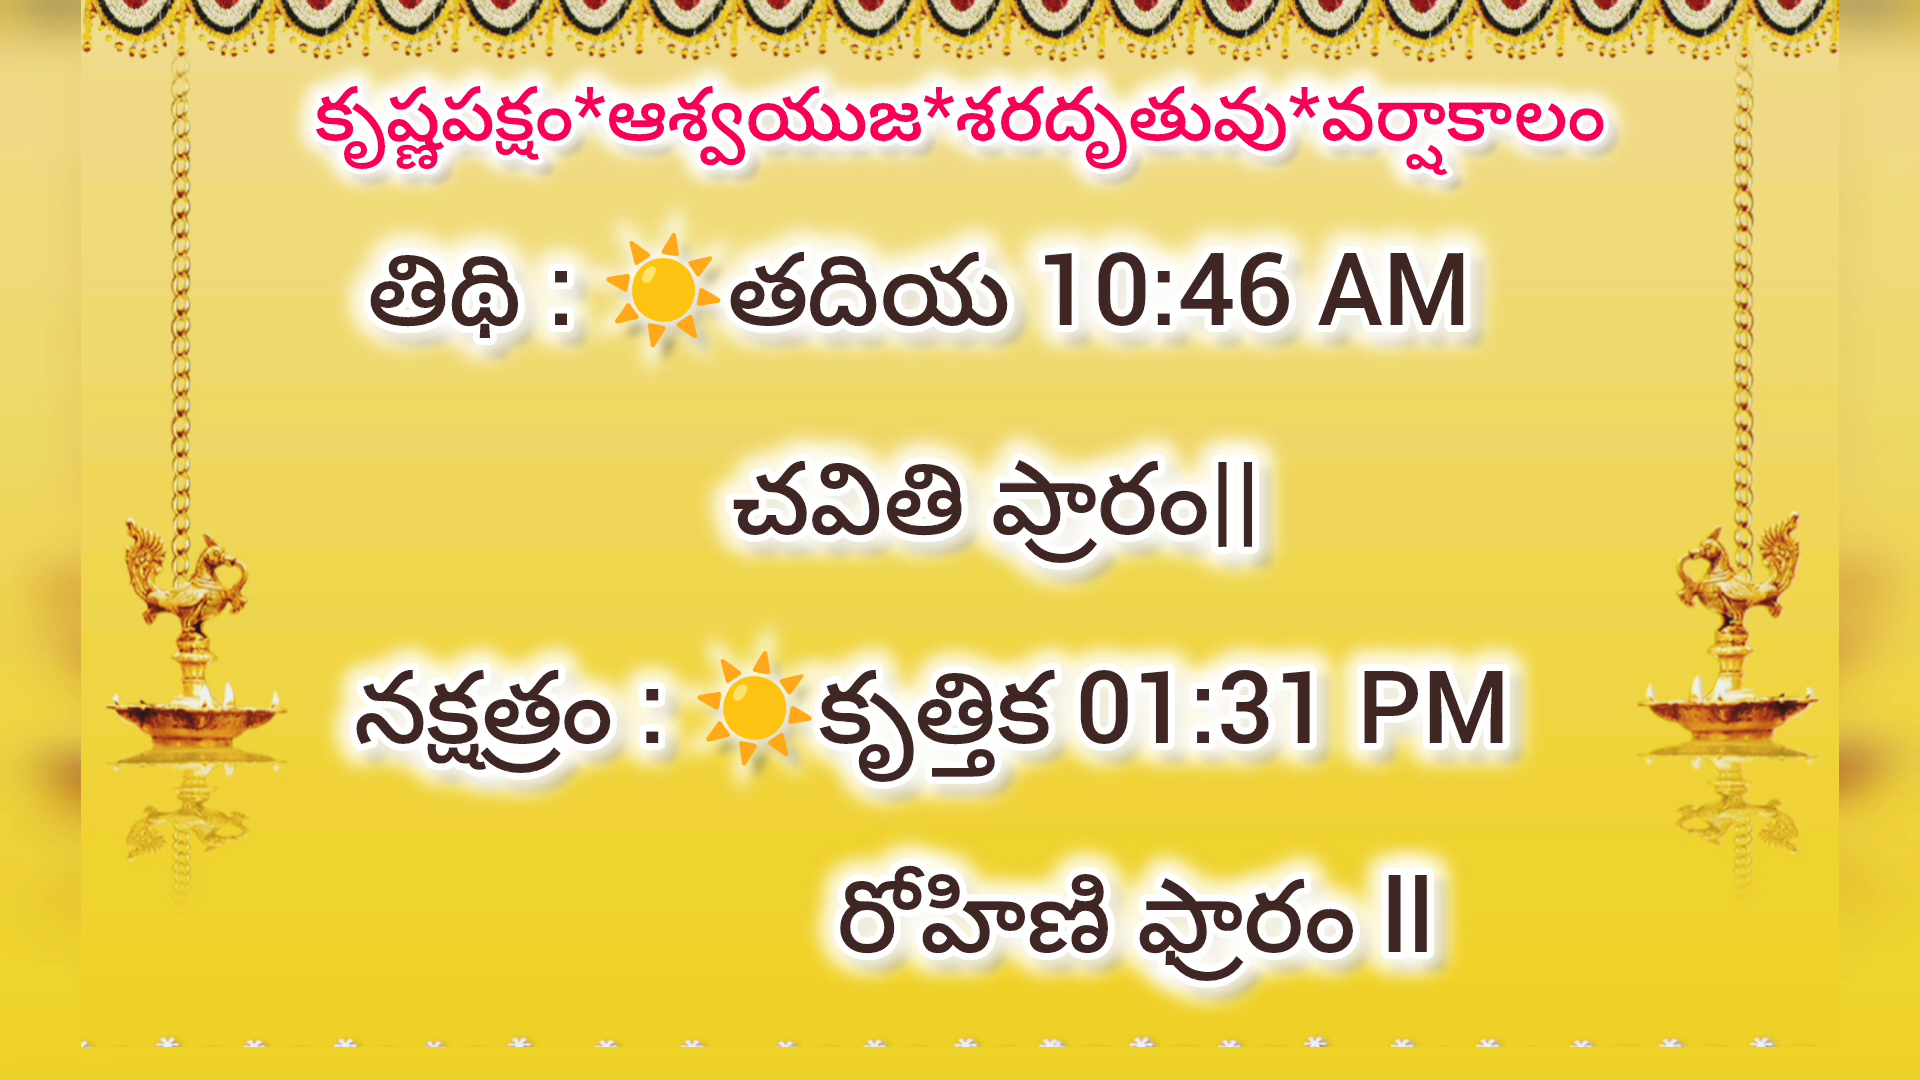 కృష్ణపక్షం*ఆశ్వయుజ*శరదృతువు*వర్షాకాలం
తిథి : ☀️తదియ 10:46 AM
చవితి ప్రారం||
నక్షత్రం : ☀️కృత్తిక 01:31 PM
రోహిణి ఫ్రారం ||